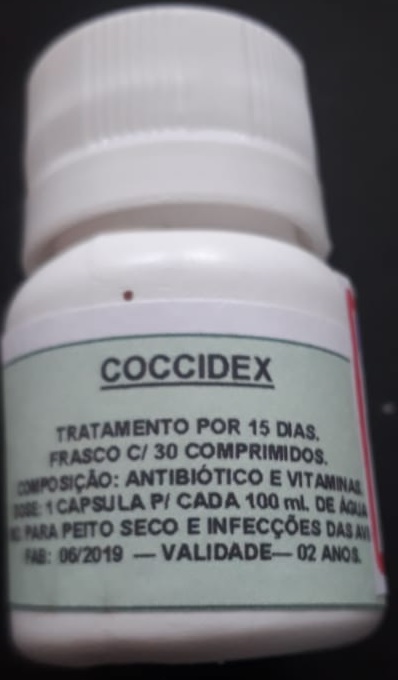 COCCIDEX
TRATAMENTO POR 15 DIAS.
FRASCO C/ 30 COMPRIMIDOS.
COMPOSIÇÃO: ANTIBIÓTICO E VITAMINAS
DOSE: 1 CAPSULA P/ CADA 100 ml. DE ÁGUA
PARA PEITO SECO E INFECÇÕES DAS
FAB: 06/2019 — VALIDADE— 02 ANOS.